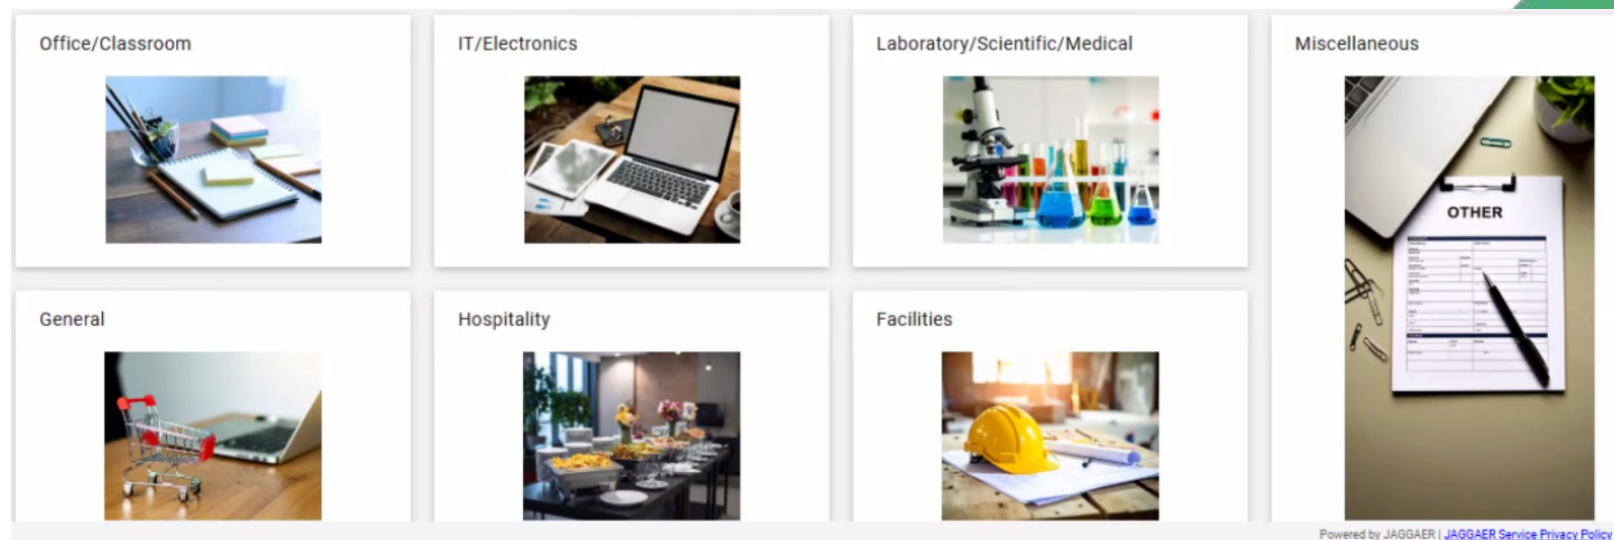 Office/Classroom
IT/Electronics
Laboratory/Scientific/Medical
Miscellaneous
OTHER
General
Hospitality
Facilities
Powered by JAGGAER | JAGGAER Service Privacy Policy